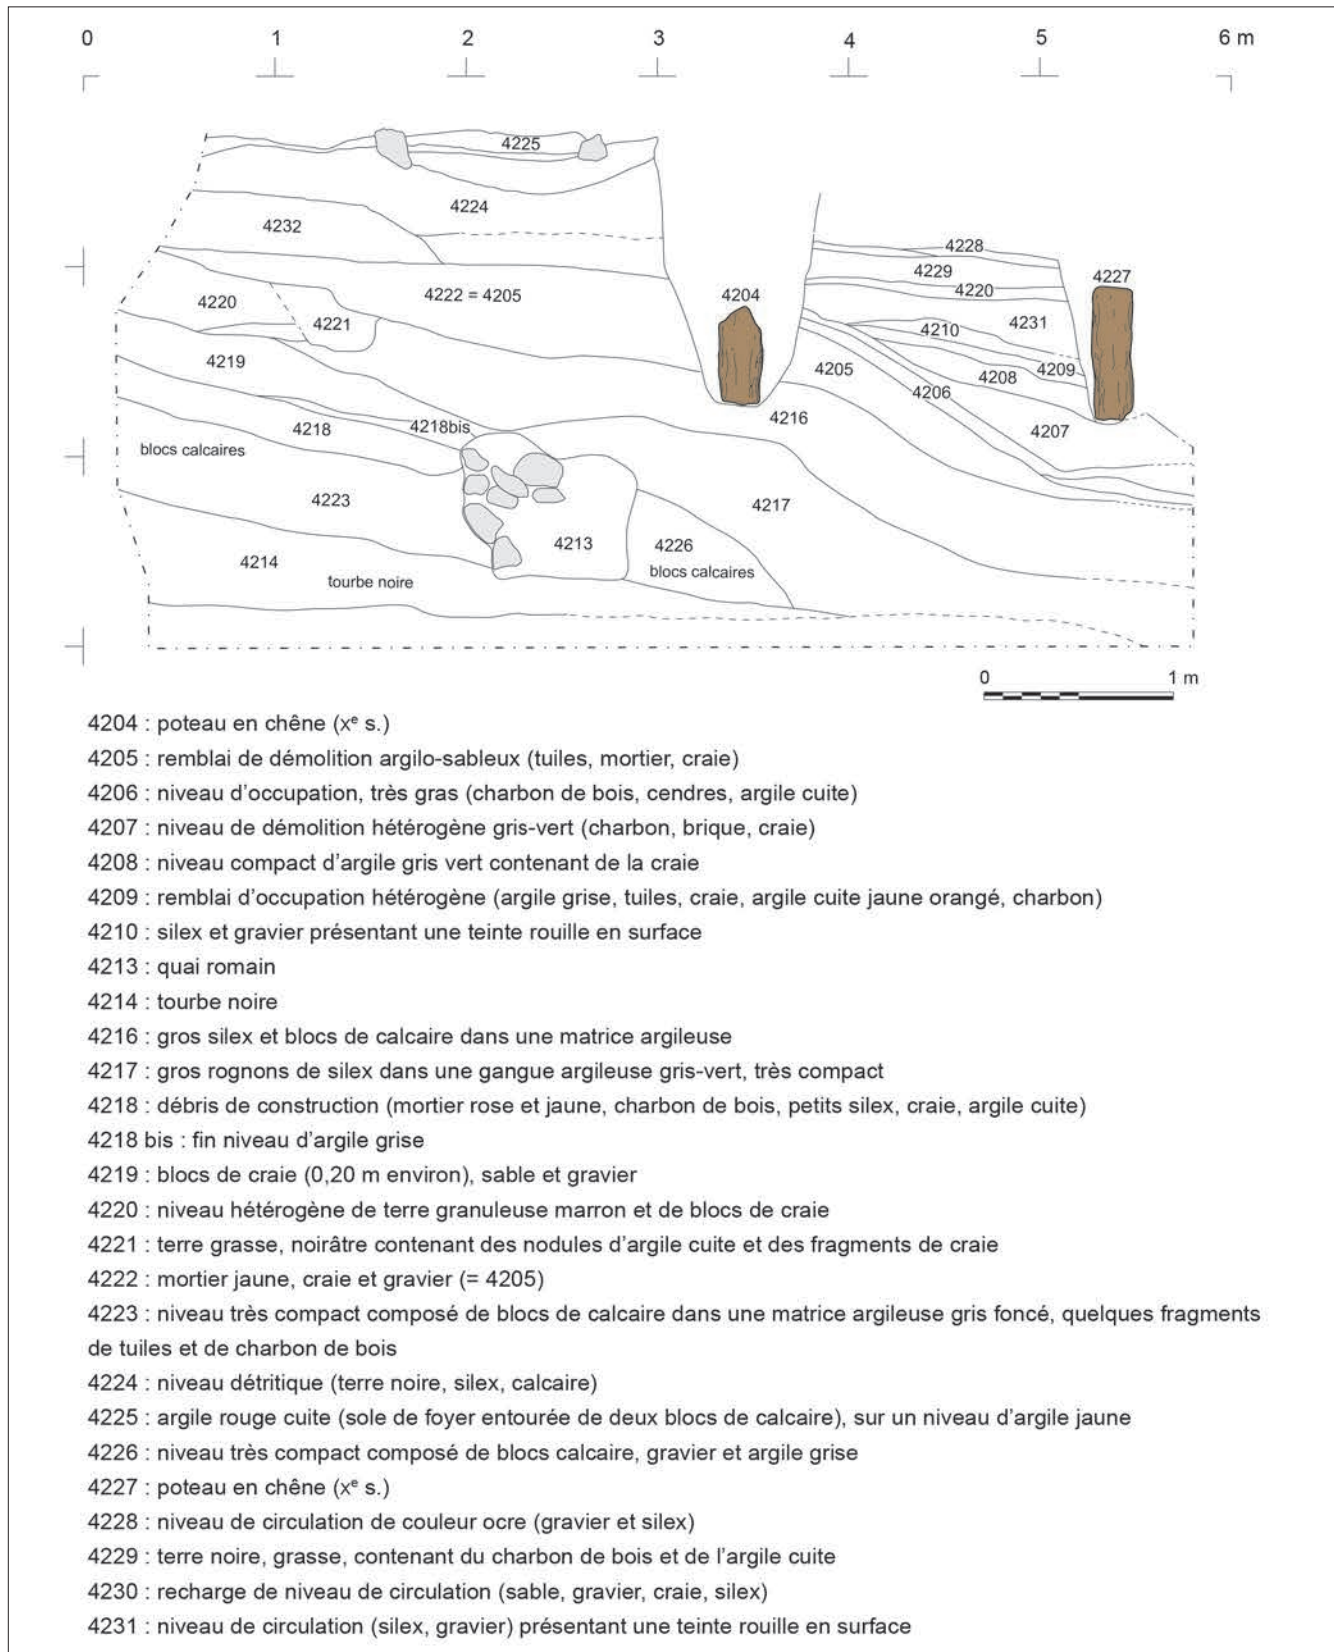 0 1 2 3 4 5 6 m
4225
4224
4232
4228
4229
4227
4220
4222 = 4205
4204
4220
4221
4210
4231
4219
4205
4208
4209
4206
4218
4218bis
4216
4207
blocs calcaires
4223
4217
4213
4226
4214
blocs calcaires
tourbe noire
0 1 m
4204 : poteau en chêne (xᵉ s.)
4205 : remblai de démolition argilo-sableux (tuiles, mortier, craie)
4206 : niveau d’occupation, très gras (charbon de bois, cendres, argile cuite)
4207 : niveau de démolition hétérogène gris-vert (charbon, brique, craie)
4208 : niveau compact d’argile gris vert contenant de la craie
4209 : remblai d’occupation hétérogène (argile grise, tuiles, craie, argile cuite jaune orangé, charbon)
4210 : silex et gravier présentant une teinte rouille en surface
4213 : quai romain
4214 : tourbe noire
4216 : gros silex et blocs de calcaire dans une matrice argileuse
4217 : gros rognons de silex dans une gangue argileuse gris-vert, très compact
4218 : débris de construction (mortier rose et jaune, charbon de bois, petits silex, craie, argile cuite)
4218 bis : fin niveau d’argile grise
4219 : blocs de craie (0,20 m environ), sable et gravier
4220 : niveau hétérogène de terre granuleuse marron et de blocs de craie
4221 : terre grasse, noirâtre contenant des nodules d’argile cuite et des fragments de craie
4222 : mortier jaune, craie et gravier (= 4205)
4223 : niveau très compact composé de blocs de calcaire dans une matrice argileuse gris foncé, quelques fragments
de tuiles et de charbon de bois
4224 : niveau détritique (terre noire, silex, calcaire)
4225 : argile rouge cuite (sole de foyer entourée de deux blocs de calcaire), sur un niveau d’argile jaune
4226 : niveau très compact composé de blocs calcaire, gravier et argile grise
4227 : poteau en chêne (xᵉ s.)
4228 : niveau de circulation de couleur ocre (gravier et silex)
4229 : terre noire, grasse, contenant du charbon de bois et de l’argile cuite
4230 : recharge de niveau de circulation (sable, gravier, craie, silex)
4231 : niveau de circulation (silex, gravier) présentant une teinte rouille en surface